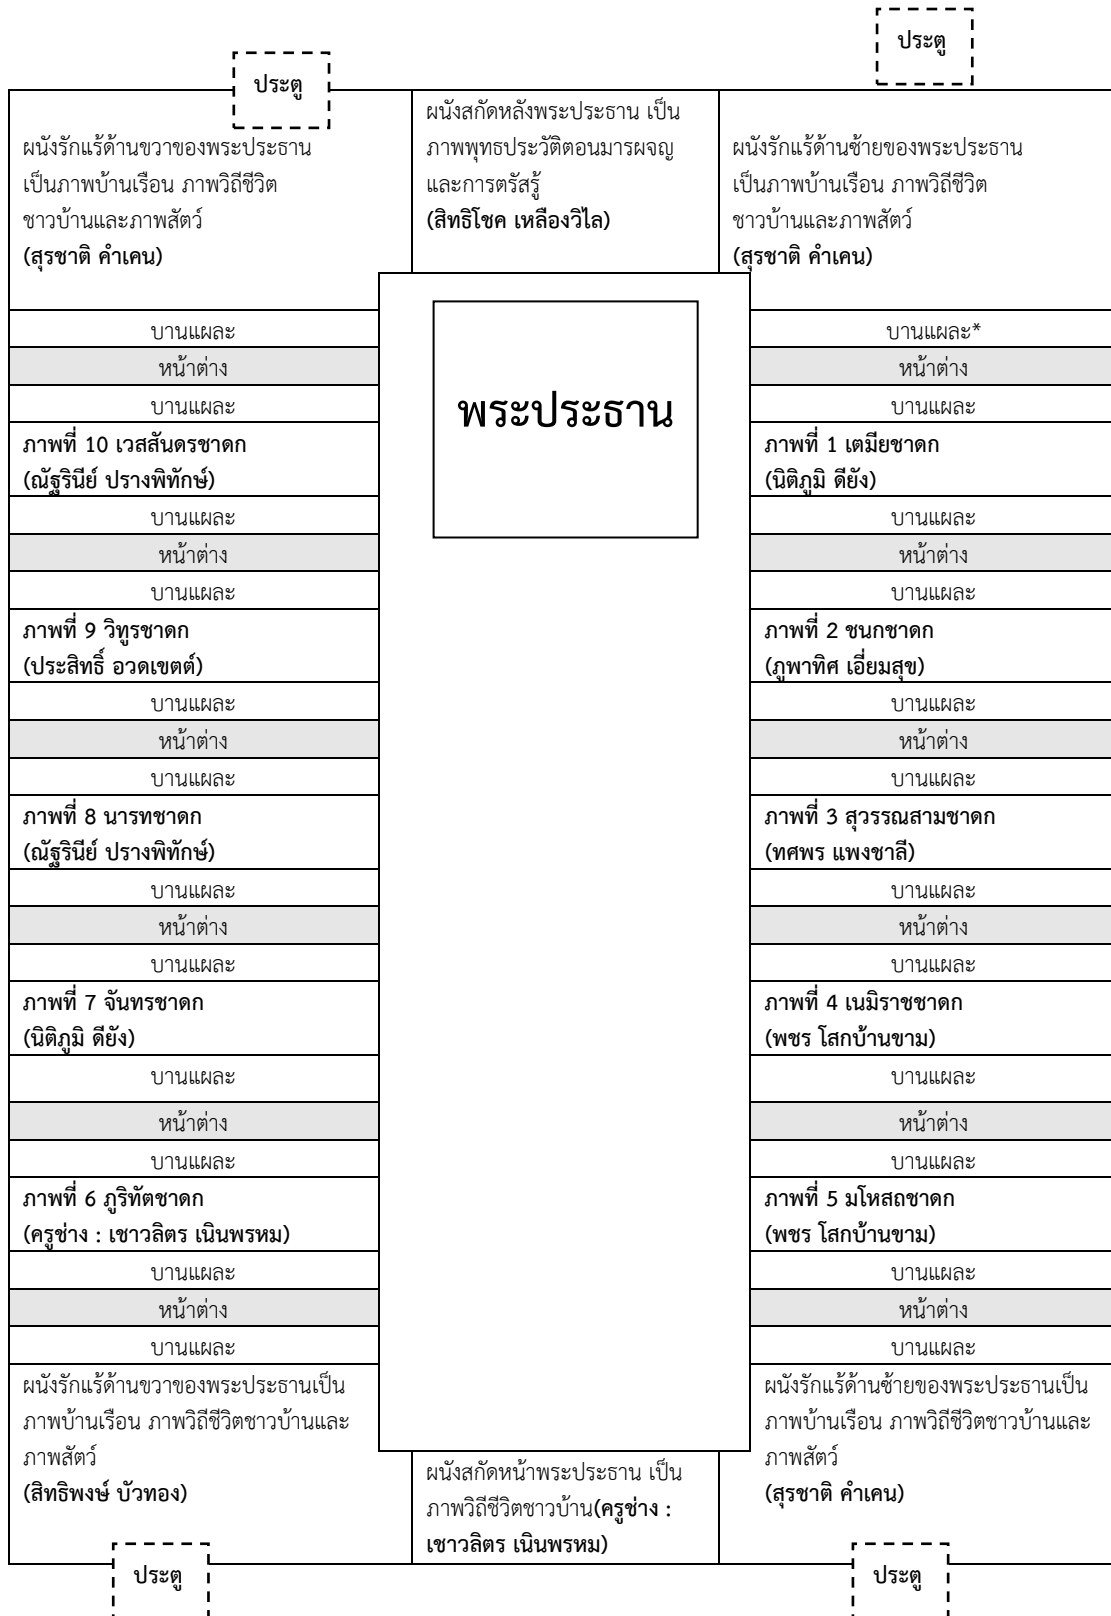 ประตู
ประตู
ผนังรักแร้ด้านขวาของพระประธาน
เป็นภาพบ้านเรือน ภาพวิถีชีวิต
ชาวบ้านและภาพสัตว์
(สุรชาติ คำเคน)
ผนังสกัดหลังพระประธาน เป็น
ภาพพุทธประวัติตอนมารผจญ
และการตรัสรู้
(สิทธิโชค เหลืองวิไล)
ผนังรักแร้ด้านซ้ายของพระประธาน
เป็นภาพบ้านเรือน ภาพวิถีชีวิต
ชาวบ้านและภาพสัตว์
(สุรชาติ คำเคน)
พระประธาน
บานแผละ
หน้าต่าง
บานแผละ
ภาพที่ 10 เวสสันดรชาดก
(ณัฐรินีย์ ปรางพิทักษ์)
บานแผละ
หน้าต่าง
บานแผละ
ภาพที่ 9 วิทูรชาดก
(ประสิทธิ์ อวดเขตต์)
บานแผละ
หน้าต่าง
บานแผละ
ภาพที่ 8 นารทชาดก
(ณัฐรินีย์ ปรางพิทักษ์)
บานแผละ
หน้าต่าง
บานแผละ
ภาพที่ 7 จันทรชาดก
(นิติภูมิ ดียัง)
บานแผละ
หน้าต่าง
บานแผละ
ภาพที่ 6 ภูริทัตชาดก
(ครูช่าง : เชาวลิตร เนินพรหม)
บานแผละ
หน้าต่าง
บานแผละ
ผนังรักแร้ด้านขวาของพระประธานเป็น
ภาพบ้านเรือน ภาพวิถีชีวิตชาวบ้านและ
ภาพสัตว์
(สิทธิพงษ์ บัวทอง)
บานแผละ*
หน้าต่าง
บานแผละ
ภาพที่ 1 เตมียชาดก
(นิติภูมิ ดียัง)
บานแผละ
หน้าต่าง
บานแผละ
ภาพที่ 2 ชนกชาดก
(ภูพาทิศ เอี่ยมสุข)
บานแผละ
หน้าต่าง
บานแผละ
ภาพที่ 3 สุวรรณสามชาดก
(ทศพร แพงชาลี)
บานแผละ
หน้าต่าง
บานแผละ
ภาพที่ 4 เนมิราชชาดก
(พชร โสกบ้านขาม)
บานแผละ
หน้าต่าง
บานแผละ
ภาพที่ 5 มโหสถชาดก
(พชร โสกบ้านขาม)
บานแผละ
หน้าต่าง
บานแผละ
ผนังรักแร้ด้านซ้ายของพระประธานเป็น
ภาพบ้านเรือน ภาพวิถีชีวิตชาวบ้านและ
ภาพสัตว์
(สุรชาติ คำเคน)
ผนังสกัดหน้าพระประธาน เป็น
ภาพวิถีชีวิตชาวบ้าน(ครูช่าง :
เชาวลิตร เนินพรหม)
ประตู
ประตู